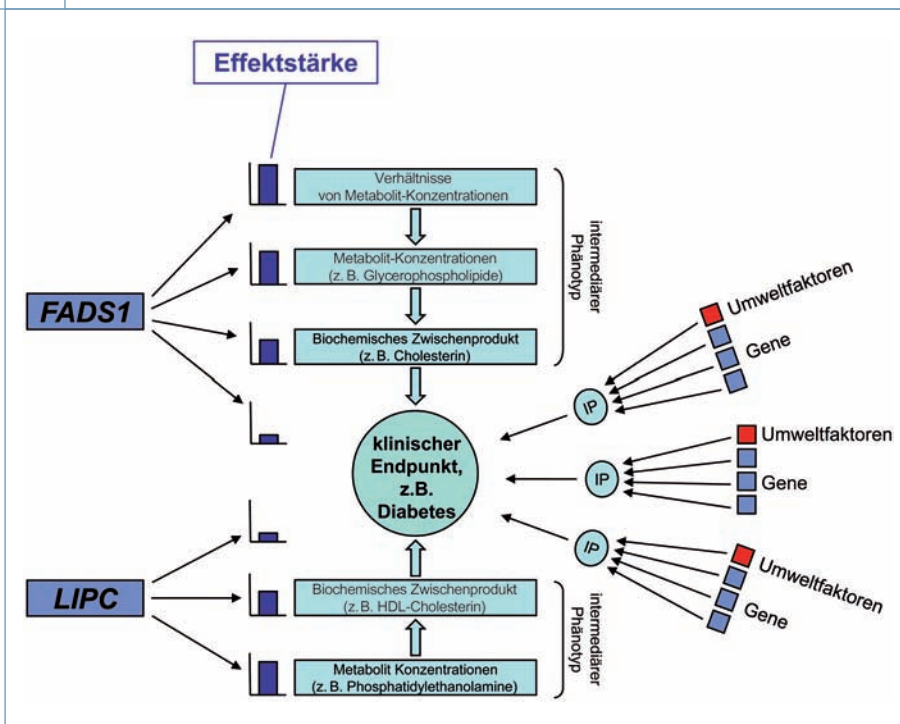 Effektstärke
Verhältnisse
von Metabolit-Konzentrationen
Metabolit-Konzentrationen
(z. B. Glycerophospholipide)
Biochemisches Zwischenprodukt
(z. B. Cholesterin)
intermediärer
Phänotyp
FADS1
klinischer
Endpunkt,
z.B.
Diabetes
IP
Umweltfaktoren
Gene
IP
Umweltfaktoren
Gene
IP
Umweltfaktoren
Gene
LIPC
Biochemisches Zwischenprodukt
(z. B. HDL-Cholesterin)
Metabolit Konzentrationen
(z. B. Phosphatidylethanolamine)
intermediärer
Phänotyp